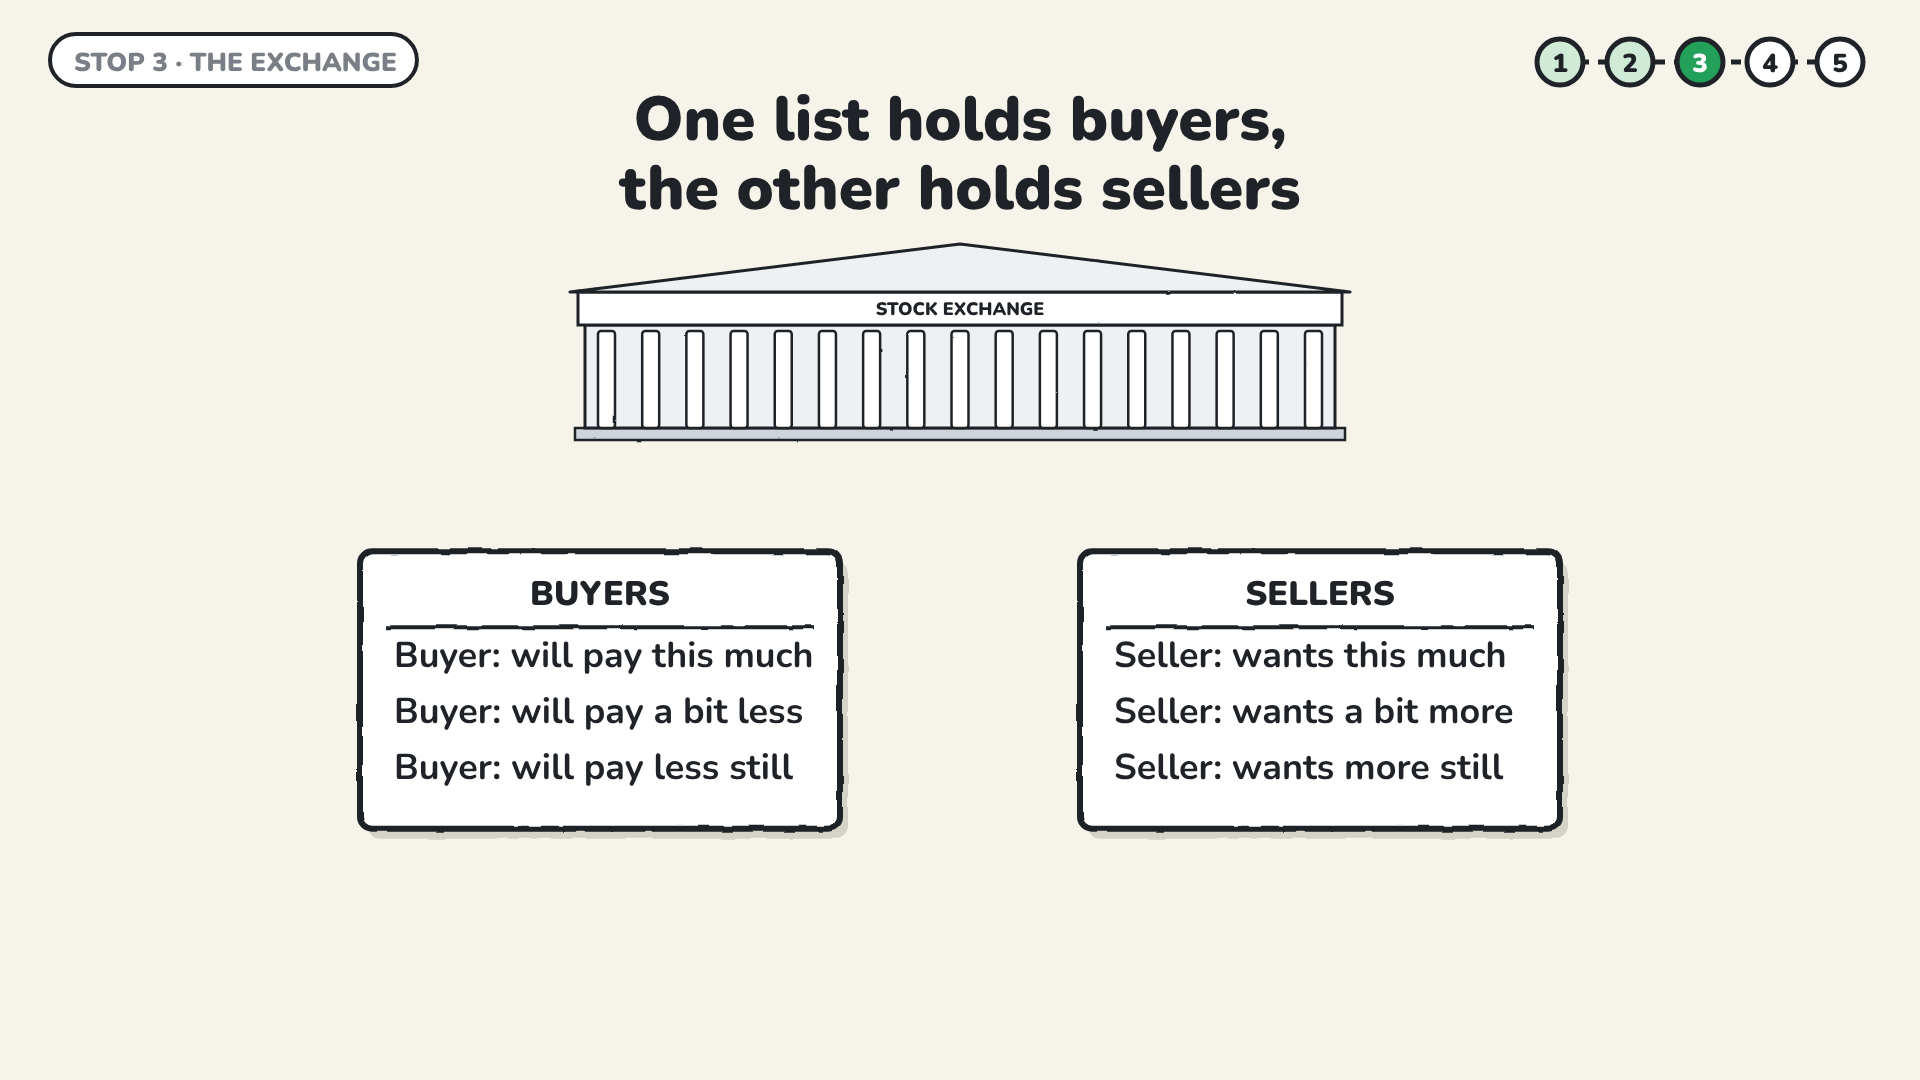 STOP 3 · THE EXCHANGE
1 2 3 4 5
One list holds buyers,
the other holds sellers
STOCK EXCHANGE
BUYERS
Buyer: will pay this much
Buyer: will pay a bit less
Buyer: will pay less still
SELLERS
Seller: wants this much
Seller: wants a bit more
Seller: wants more still